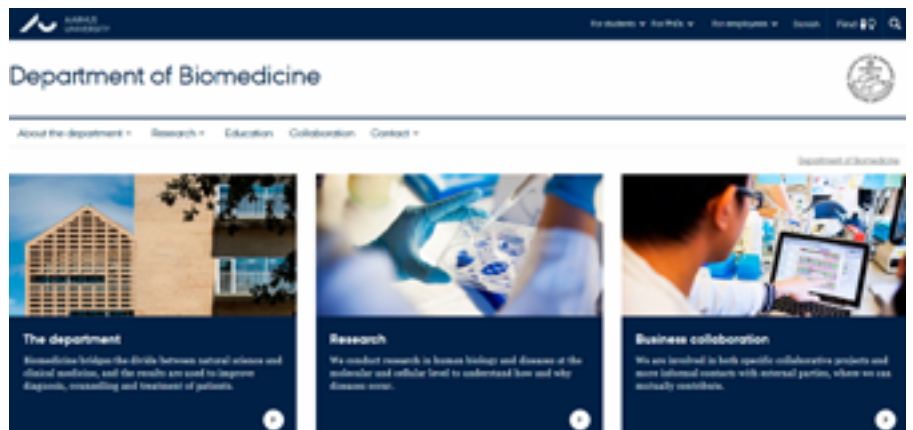 AARHUS
UNIVERSITY
For students For PhDs For employees Danish Find
Department of Biomedicine
About the department Research Education Collaboration Contact
Department of Biomedicine
The department
Biomedicine bridges the divide between natural science and
clinical medicine, and the results are used to improve
diagnosis, counselling and treatment of patients.
Research
We conduct research in human biology and diseases at the
molecular and cellular level to understand how and why
diseases occur.
Business collaboration
We are involved in both specific collaborative projects and
more informal contacts with external parties, where we can
mutually contribute.